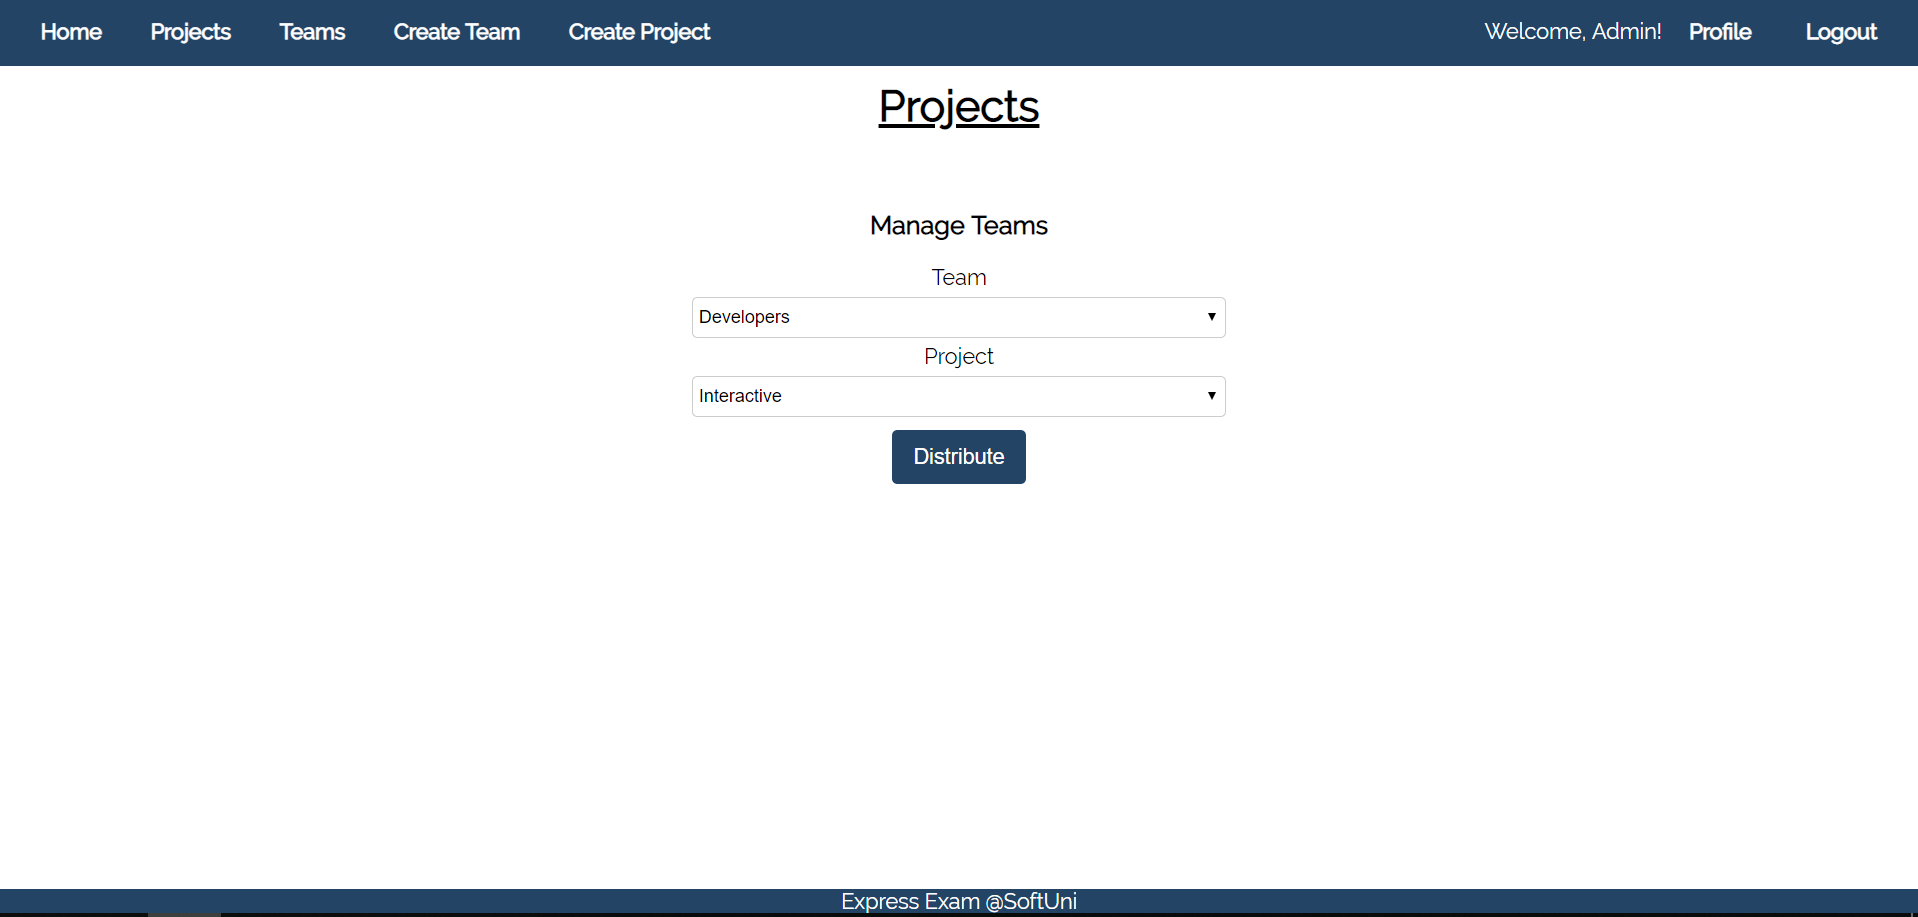 Home Projects Teams Create Team Create Project Welcome, Admin! Profile Logout
Projects
Manage Teams
Team
Developers
Project
Interactive
Distribute
Express Exam @SoftUni